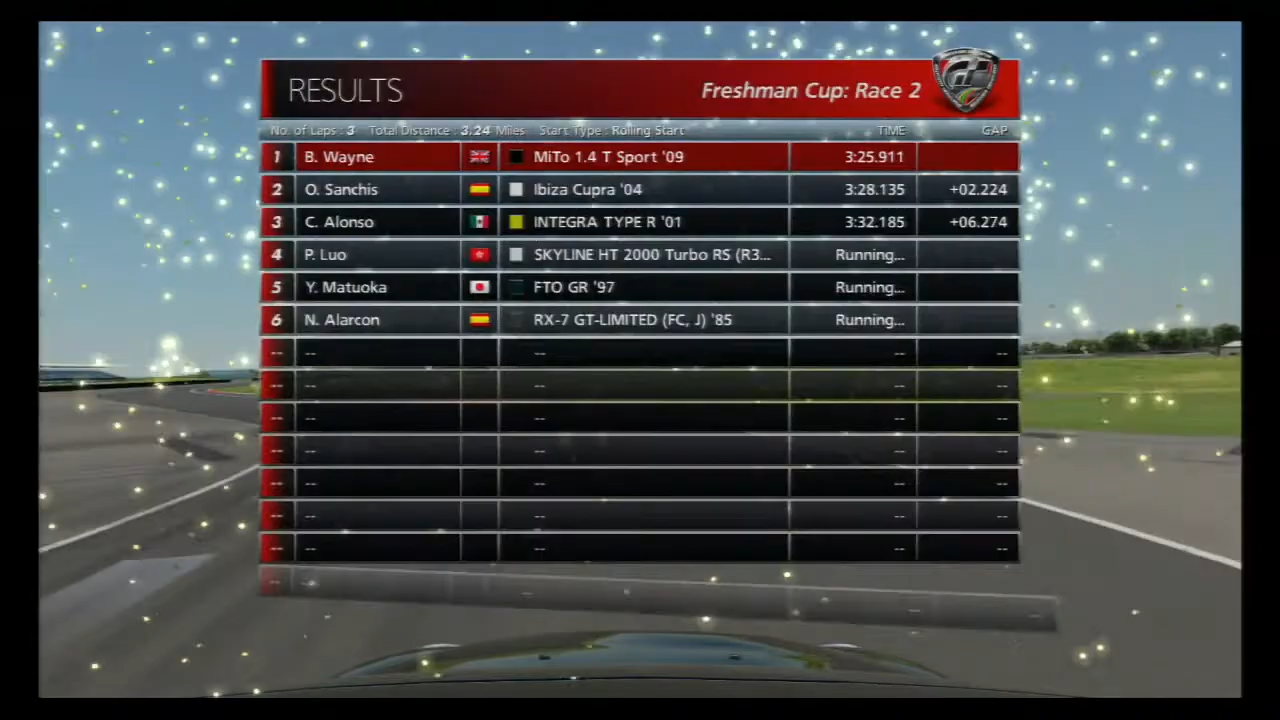 RESULTS Freshman Cup: Race 2
No. of Laps : 3 Total Distance : 3.24 Miles Start Type : Rolling Start TIME GAP
1 B. Wayne MiTo 1.4 T Sport '09 3:25.911
2 O. Sanchis Ibiza Cupra '04 3:28.135 +02.224
3 C. Alonso INTEGRA TYPE R '01 3:32.185 +06.274
4 P. Luo SKYLINE HT 2000 Turbo RS (R3... Running...
5 Y. Matuoka FTO GR '97 Running...
6 N. Alarcon RX-7 GT-LIMITED (FC, J) '85 Running...
-- -- -- -- --
-- -- -- -- --
-- -- -- -- --
-- -- -- -- --
-- -- -- -- --
-- -- -- -- --
-- -- -- -- --
-- -- -- -- --